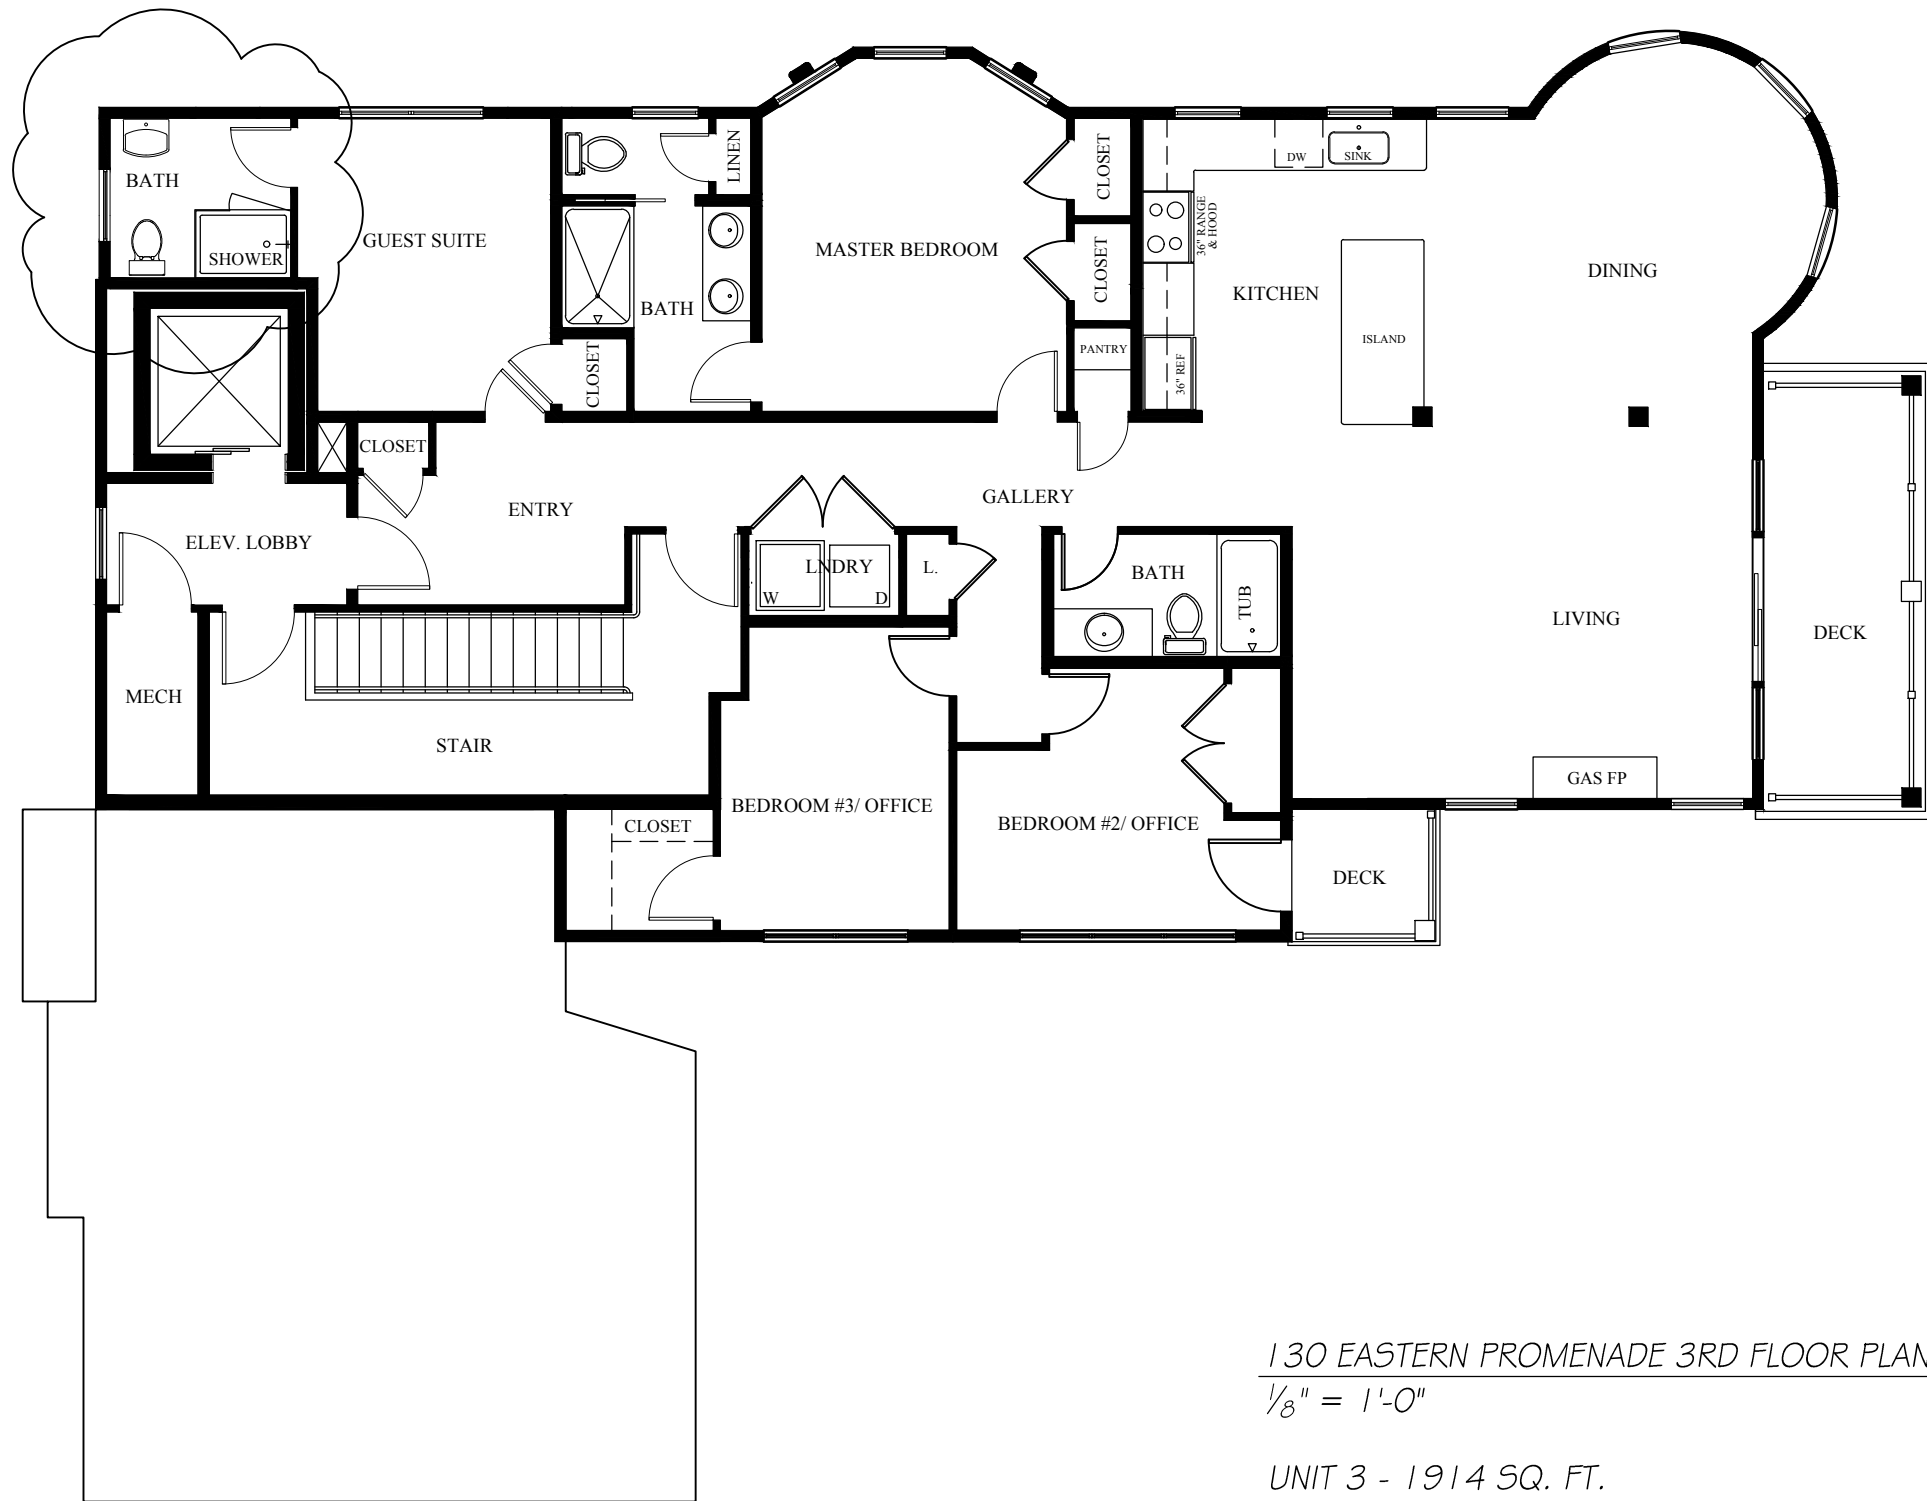 LINEN
CLOSET
DW
SINK
BATH
36" RANGE
& HOOD
GUEST SUITE
MASTER BEDROOM
SHOWER
CLOSET
DINING
KITCHEN
BATH
ISLAND
PANTRY
CLOSET
36" REF
CLOSET
GALLERY
ENTRY
ELEV. LOBBY
LNDRY
L.
BATH
W
D
TUB
LIVING
DECK
MECH
STAIR
GAS FP
BEDROOM #3/ OFFICE
CLOSET
BEDROOM #2/ OFFICE
DECK
130 EASTERN PROMENADE 3RD FLOOR PLAN
1/8" = 1'-0"
UNIT 3 - 1914 SQ. FT.